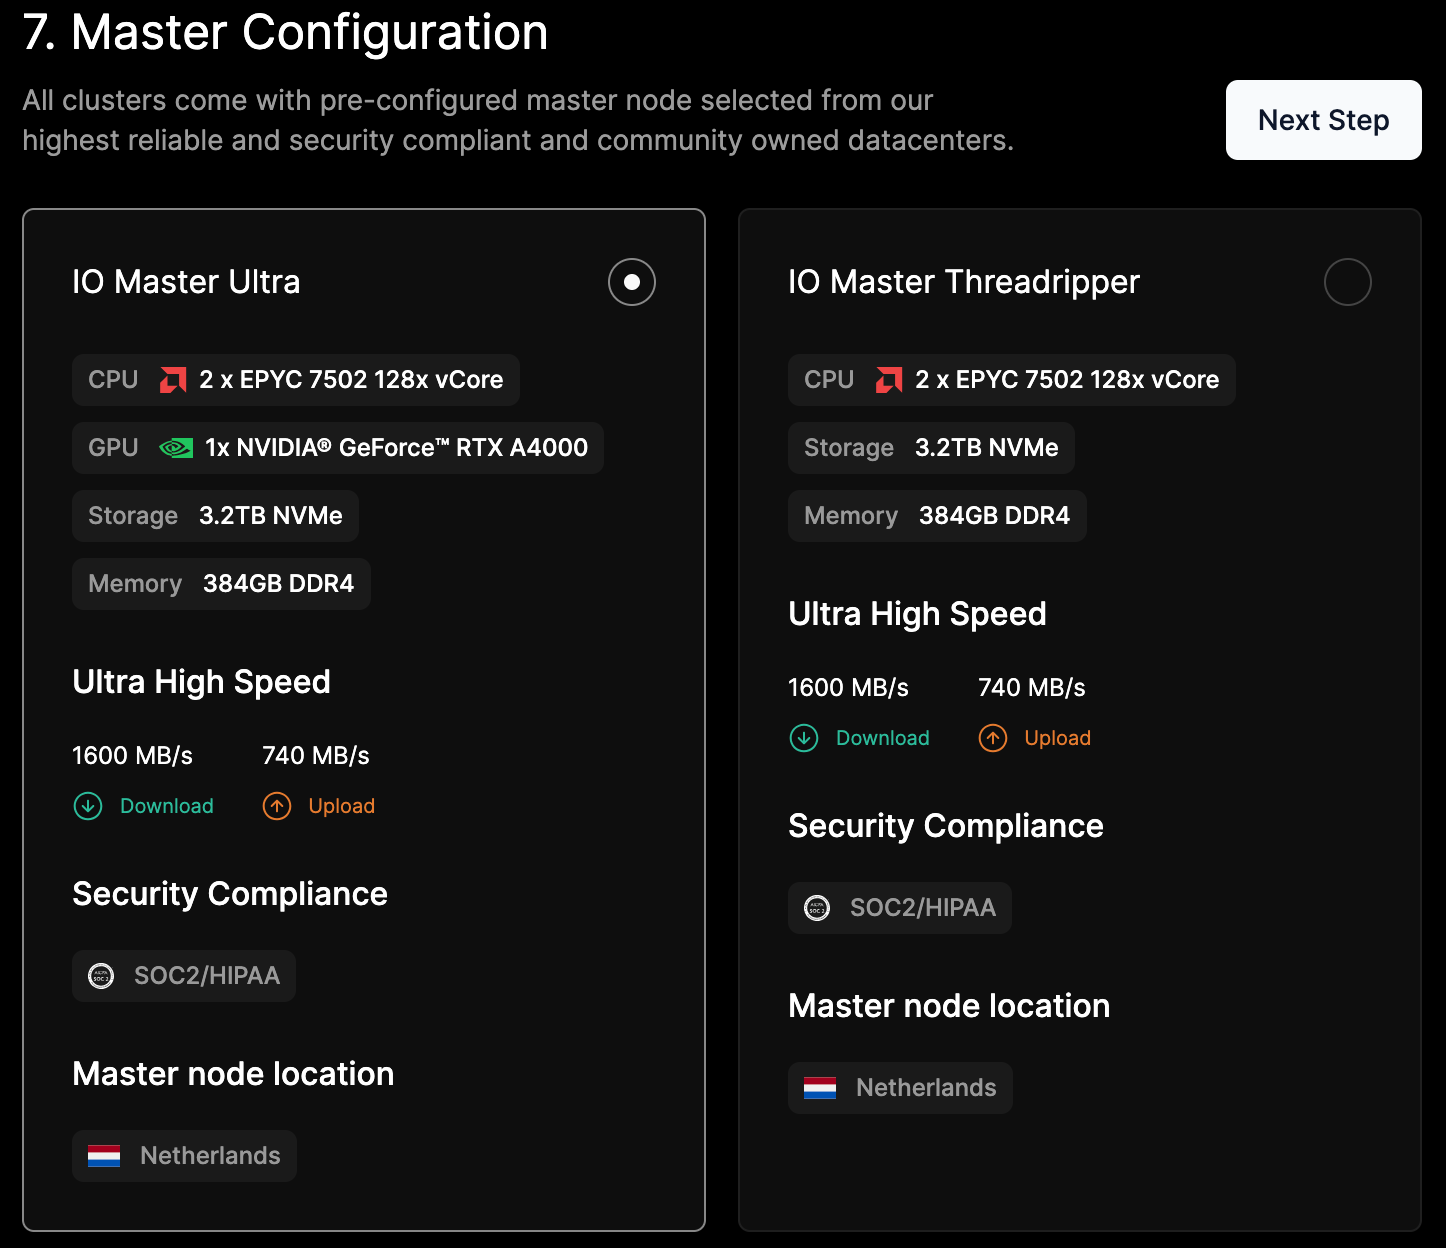 7. Master Configuration
All clusters come with pre-configured master node selected from our
highest reliable and security compliant and community owned datacenters.
Next Step
IO Master Ultra
CPU 2 x EPYC 7502 128x vCore
GPU 1x NVIDIA® GeForce™ RTX A4000
Storage 3.2TB NVMe
Memory 384GB DDR4
Ultra High Speed
1600 MB/s 740 MB/s
Download Upload
Security Compliance
SOC2/HIPAA
Master node location
Netherlands
IO Master Threadripper
CPU 2 x EPYC 7502 128x vCore
Storage 3.2TB NVMe
Memory 384GB DDR4
Ultra High Speed
1600 MB/s 740 MB/s
Download Upload
Security Compliance
SOC2/HIPAA
Master node location
Netherlands